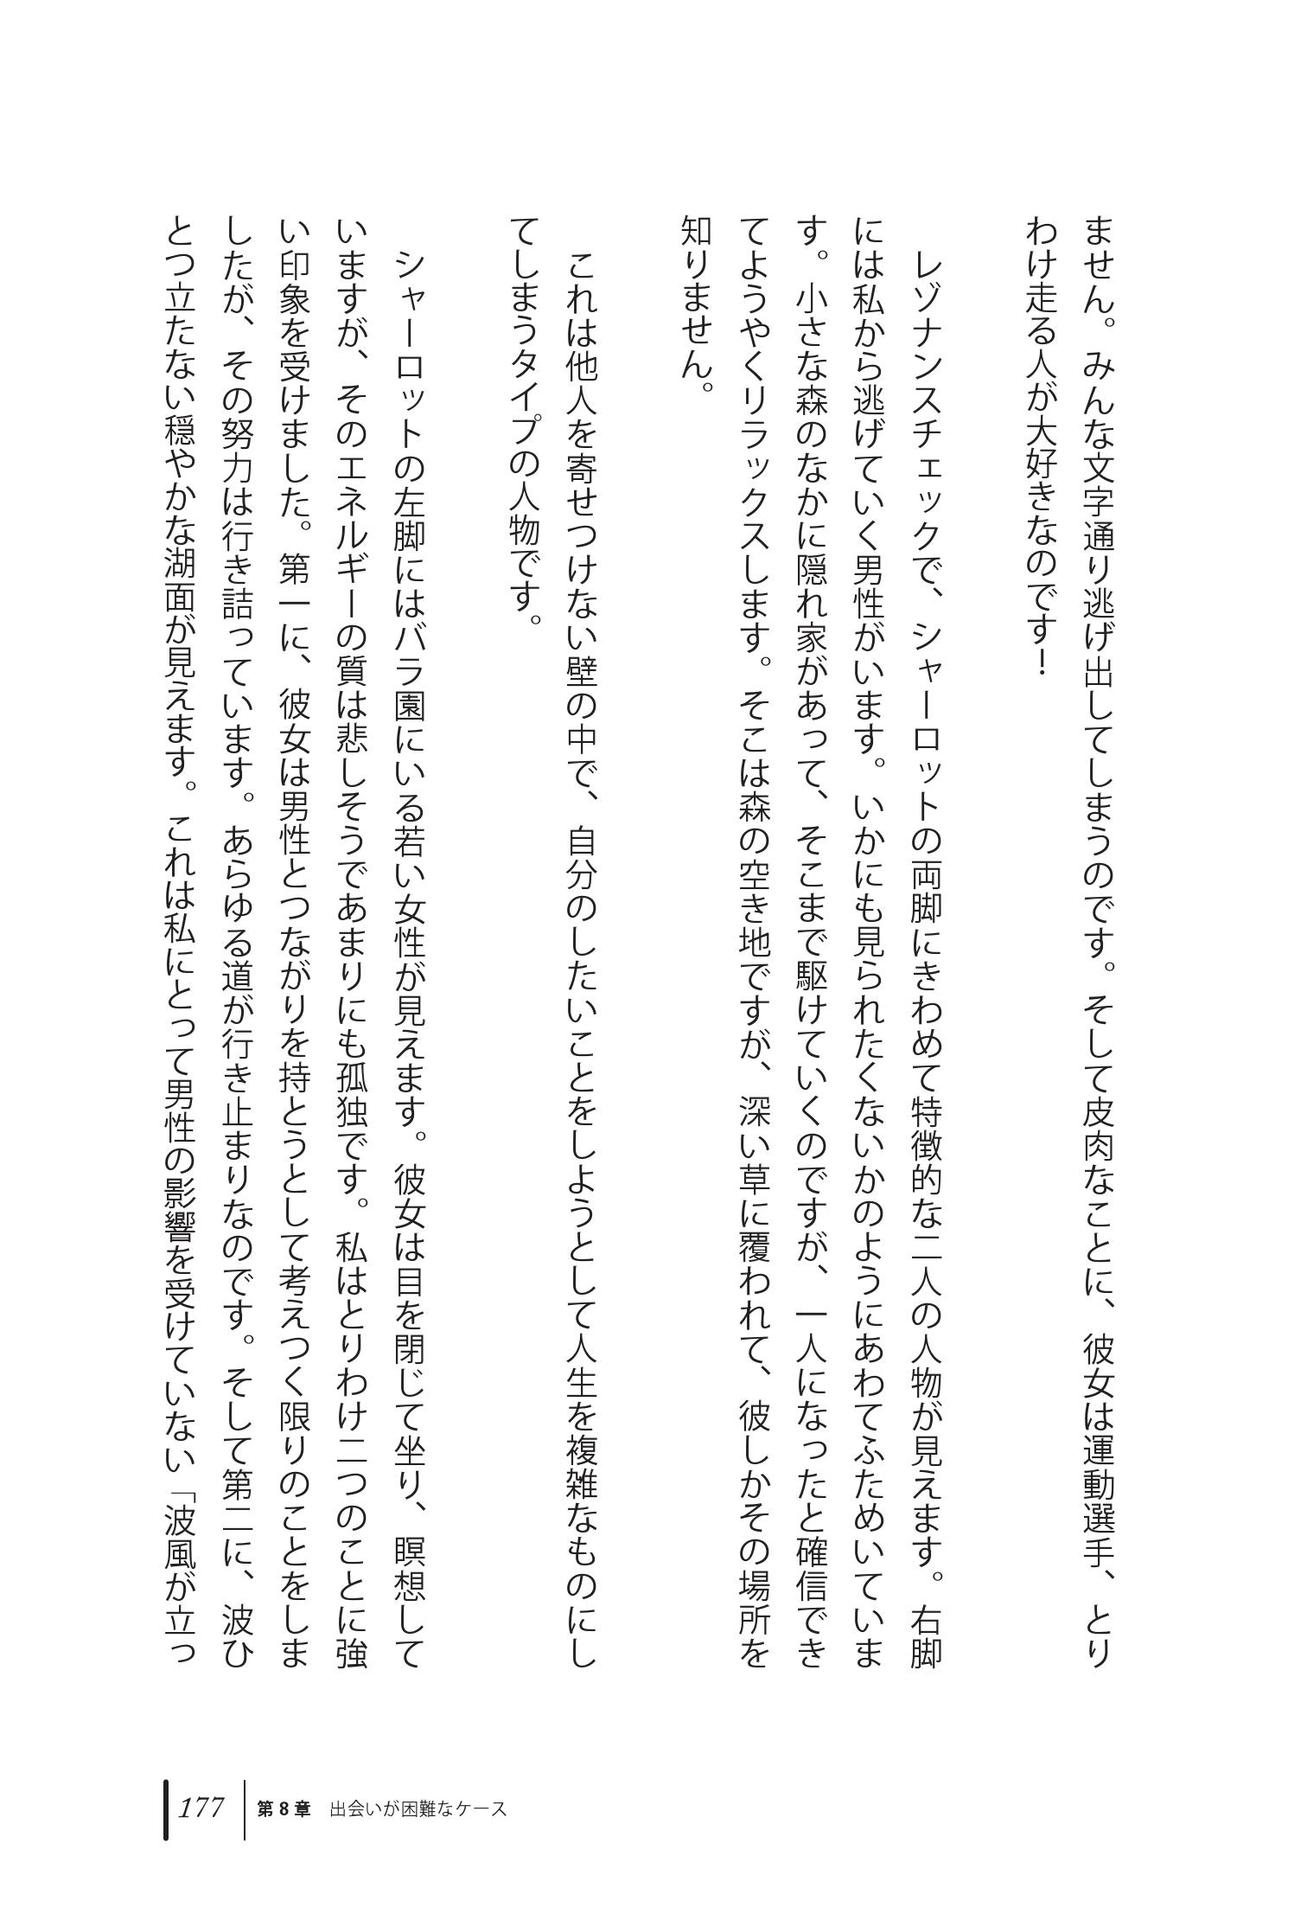 ません。みんな文字通り逃げ出してしまうのです。そして皮肉なことに、彼女は運動選手、とり
わけ走る人が大好きなのです！
レゾナンスチェックで、シャーロットの両脚にきわめて特徴的な二人の人物が見えます。右脚
には私から逃げていく男性がいます。いかにも見られたくないかのようにあわてふためいていま
す。小さな森のなかに隠れ家があって、そこまで駆けていくのですが、一人になったと確信でき
てようやくリラックスします。そこは森の空き地ですが、深い草に覆われて、彼しかその場所を
知りません。
これは他人を寄せつけない壁の中で、自分のしたいことをしようとして人生を複雑なものにし
てしまうタイプの人物です。
シャーロットの左脚にはバラ園にいる若い女性が見えます。彼女は目を閉じて坐り、瞑想して
いますが、そのエネルギーの質は悲しそうであまりにも孤独です。私はとりわけ二つのことに強
い印象を受けました。第一に、彼女は男性とつながりを持とうとして考えつく限りのことをしま
したが、その努力は行き詰っています。あらゆる道が行き止まりなのです。そして第二に、波ひ
とつ立たない穏やかな湖面が見えます。これは私にとって男性の影響を受けていない「波風が立っ
177 第8章 出会いが困難なケース